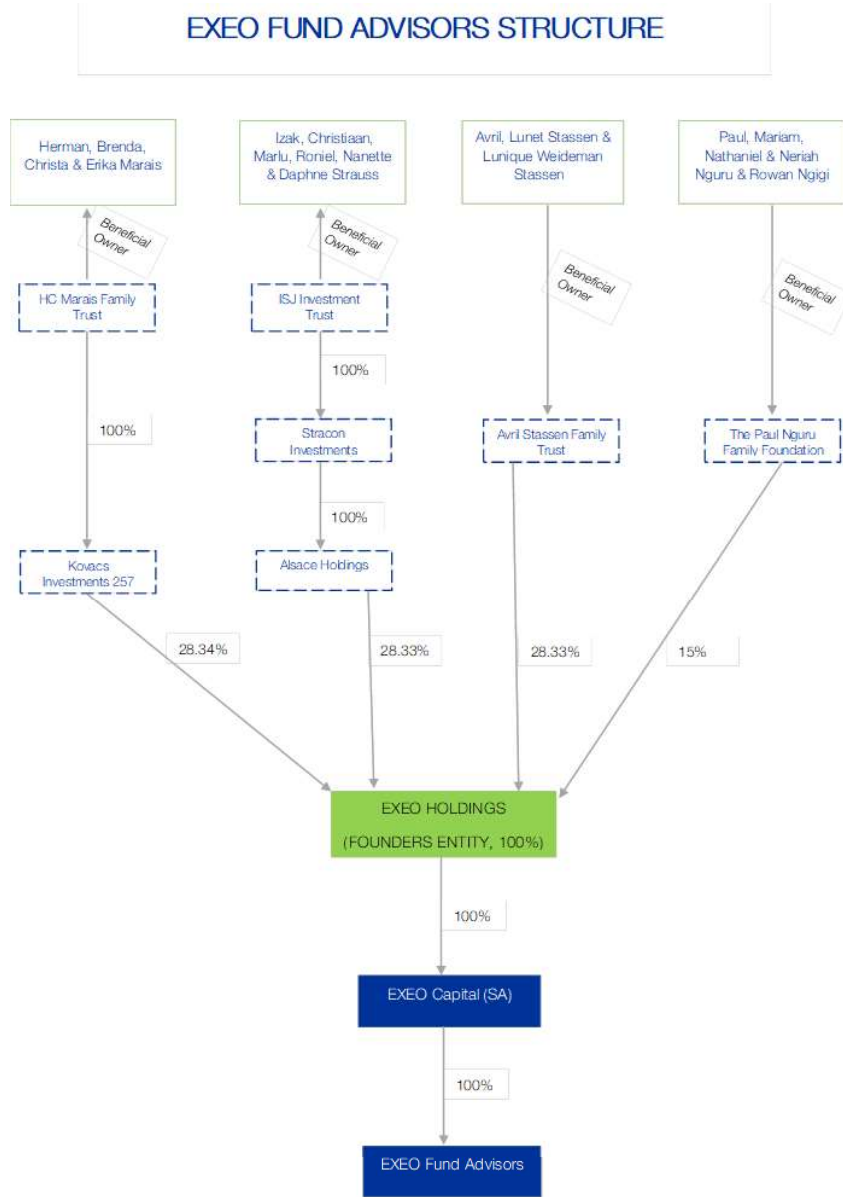 EXEO FUND ADVISORS STRUCTURE
Herman, Brenda,
Christa & Erika Marais
Izak, Christiaan,
Marlu, Roniel, Nanette
& Daphne Strauss
Avril, Lunet Stassen &
Lunique Weideman
Stassen
Paul, Mariam,
Nathaniel & Neriah
Nguru & Rowan Ngigi
Beneficial
Owner
Beneficial
Owner
Beneficial
Owner
Beneficial
Owner
HC Marais Family
Trust
ISJ Investment
Trust
100%
100%
Stracon
Investments
Avril Stassen Family
Trust
The Paul Nguru
Family Foundation
100%
Kovacs
Investments 257
Alsace Holdings
28.34%
28.33%
28.33%
15%
EXEO HOLDINGS
(FOUNDERS ENTITY, 100%)
100%
EXEO Capital (SA)
100%
EXEO Fund Advisors